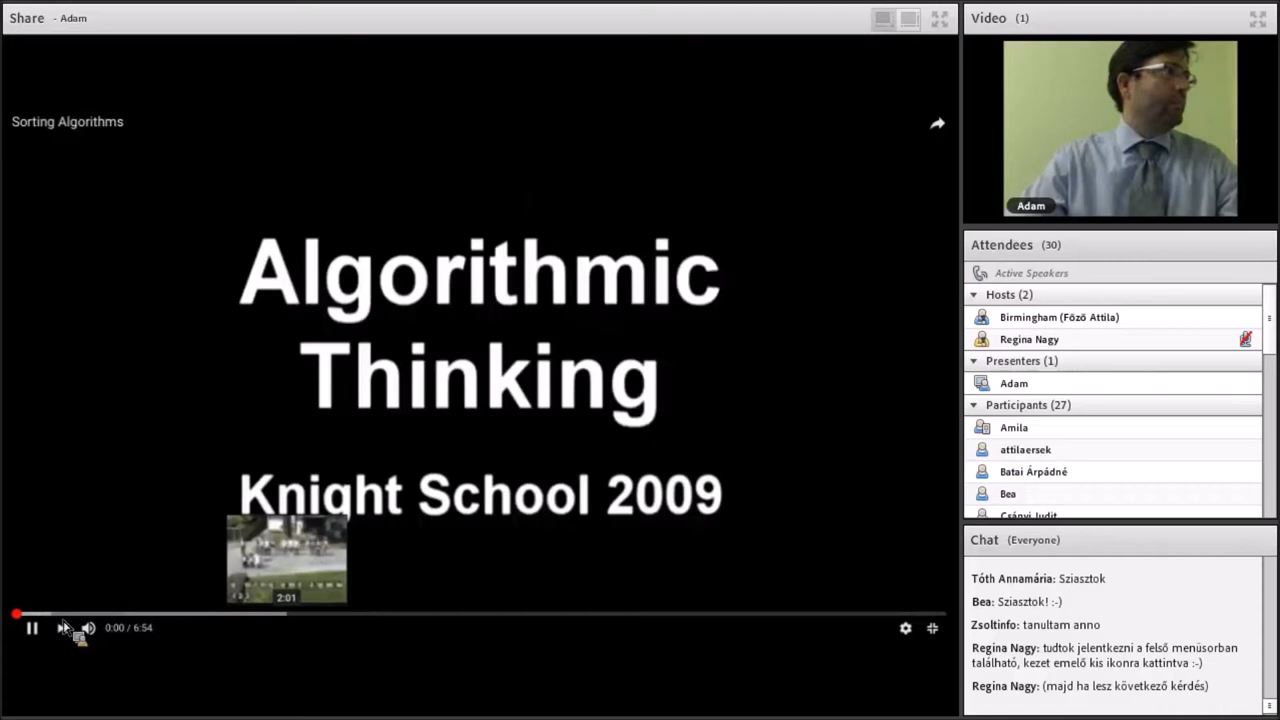 Share - Adam
Sorting Algorithms
Algorithmic
Thinking
Knight School 2009
2:01
0:00 / 6:54
Video (1)
Adam
Attendees (30)
Active Speakers
Hosts (2)
Birmingham (Főző Attila)
Regina Nagy
Presenters (1)
Adam
Participants (27)
Amila
attilaersek
Batai Árpádné
Bea
Csányi Judit
Chat (Everyone)
Tóth Annamária: Sziasztok
Bea: Sziasztok! :-)
Zsoltinfo: tanultam anno
Regina Nagy: tudtok jelentkezni a felső menüsorban
található, kezet emelő kis ikonra kattintva :-)
Regina Nagy: (majd ha lesz következő kérdés)